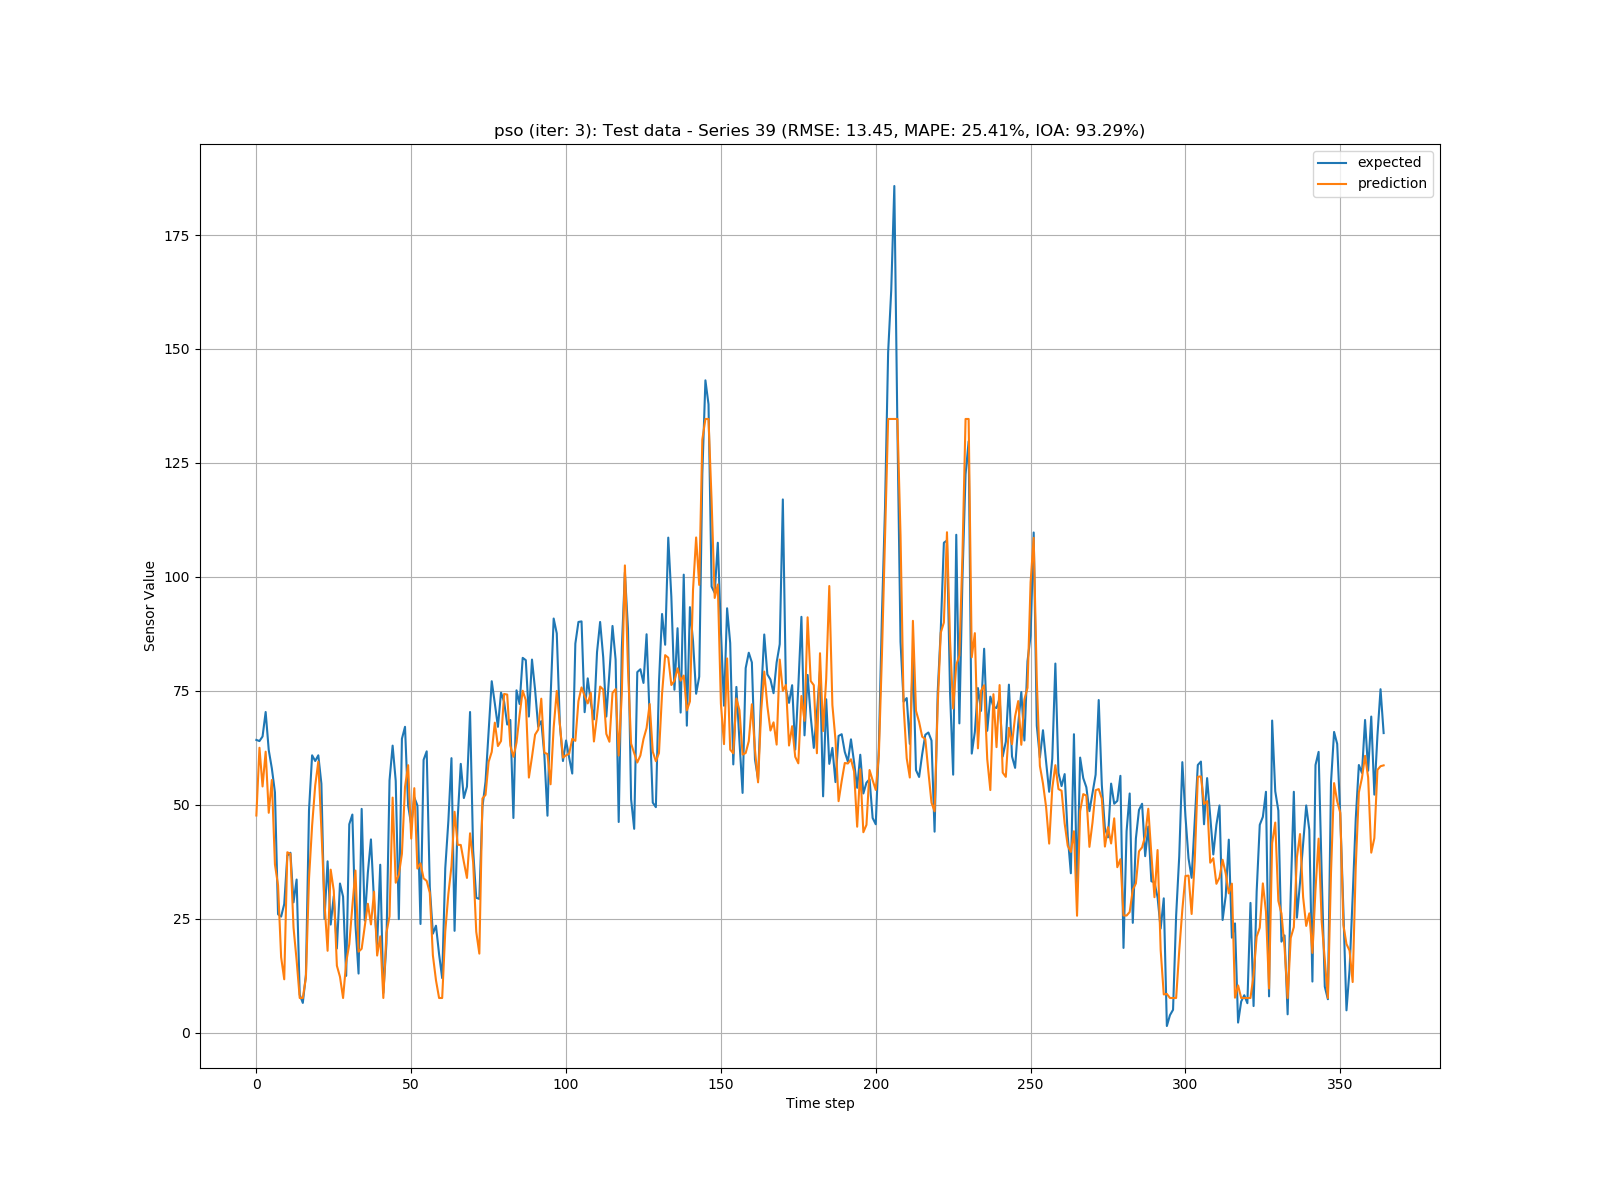 pso (iter: 3): Test data - Series 39 (RMSE: 13.45, MAPE: 25.41%, IOA: 93.29%)
expected
prediction
175
150
125
100
75
50
25
0
Sensor Value
0 50 100 150 200 250 300 350
Time step